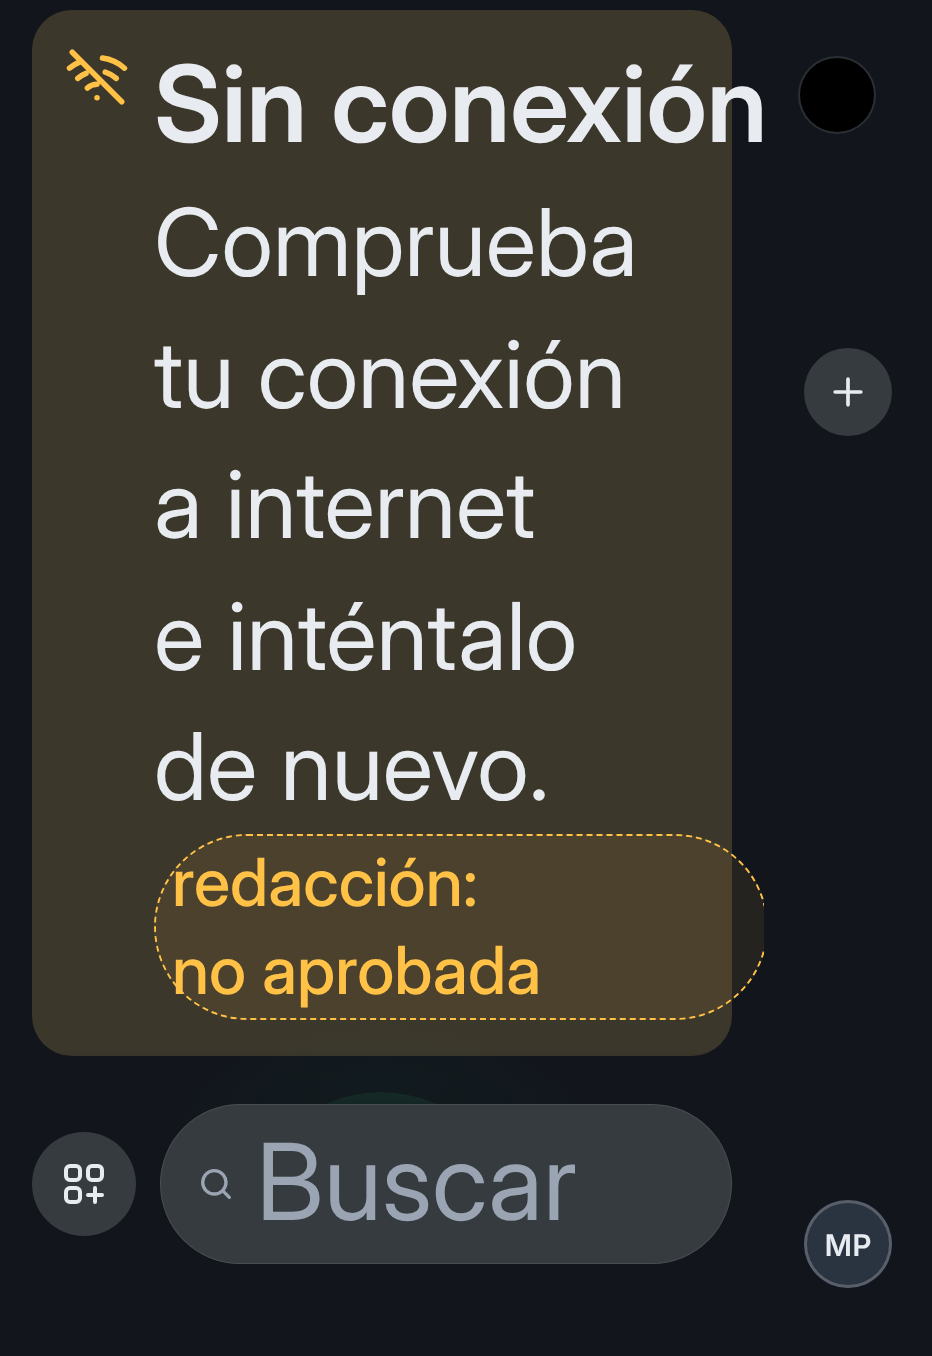 Sin conexión
Comprueba
tu conexión
a internet
e inténtalo
de nuevo.
redacción:
no aprobada
Buscar
MP